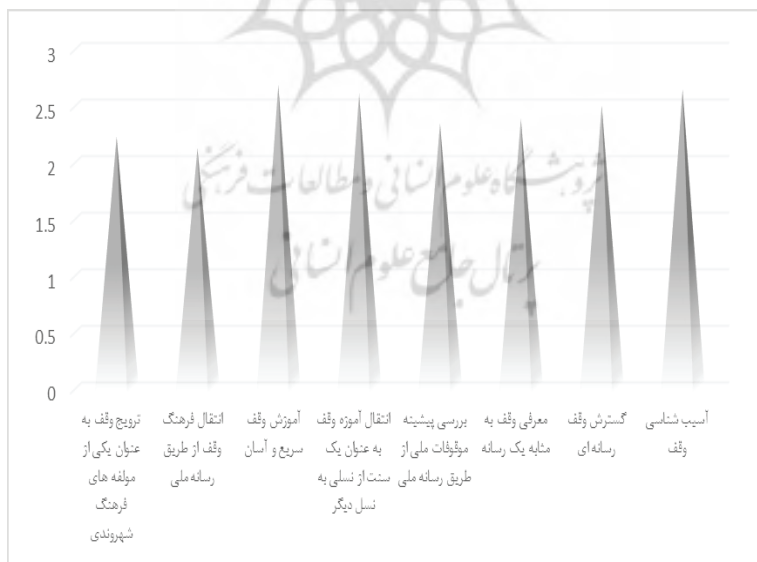 3
2.5
2
1.5
1
0.5
0
پژوهشگاه علوم انسانی و مطالعات فرهنگی
پرتال جامع علوم انسانی
ترویج وقف به
عنوان یکی از
مولفه های
فرهنگ
شهروندی
انتقال فرهنگ
وقف از طریق
رسانه ملی
آموزش وقف
سریع و آسان
انتقال آموزه وقف
به عنوان یک
سنت از نسلی به
نسل دیگر
بررسی پیشینه
موقوفات ملی از
طریق رسانه ملی
معرفی وقف به
مثابه یک رسانه
گسترش وقف
رسانه ای
آسیب شناسی
وقف